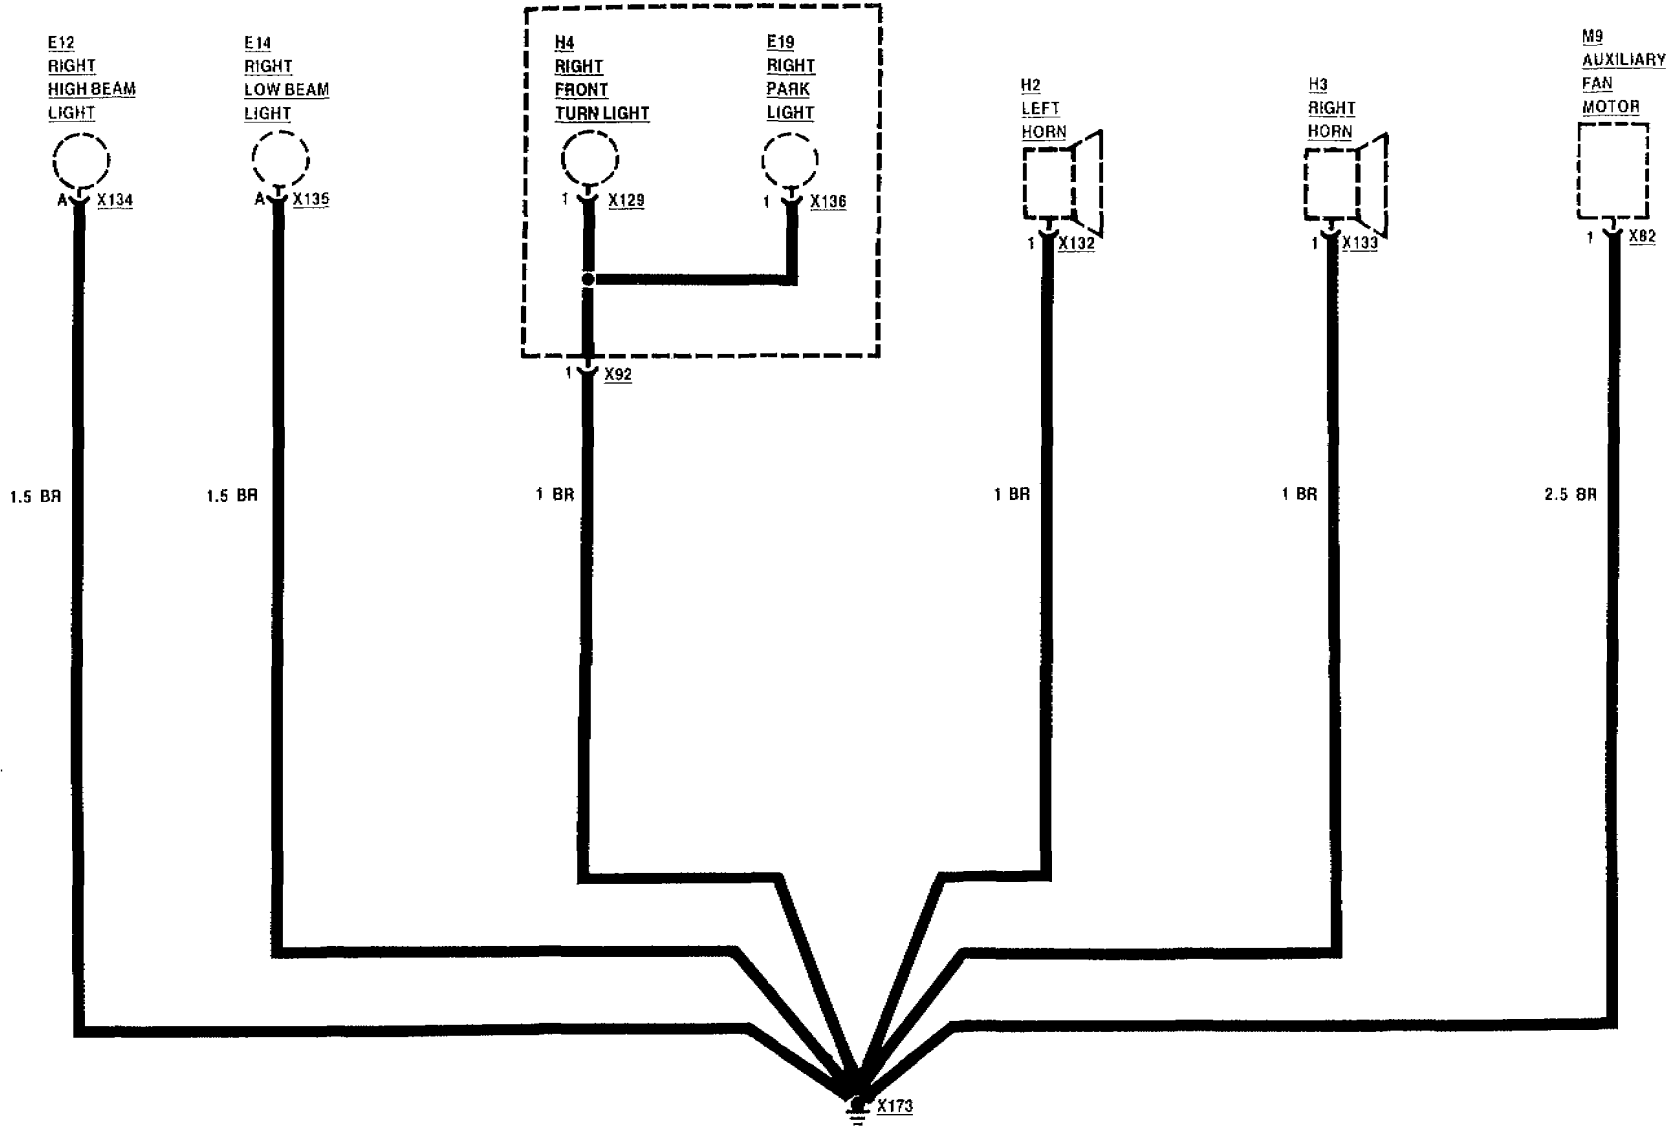 E12
RIGHT
HIGH BEAM
LIGHT
E14
RIGHT
LOW BEAM
LIGHT
H4
RIGHT
FRONT
TURN LIGHT
E19
RIGHT
PARK
LIGHT
H2
LEFT
HORN
H3
RIGHT
HORN
M9
AUXILIARY
FAN
MOTOR
A X134
A X135
1 X129
1 X136
1 X132
1 X133
1 X82
1 X92
1.5 BR
1.5 BR
1 BR
1 BR
1 BR
2.5 BR
X173